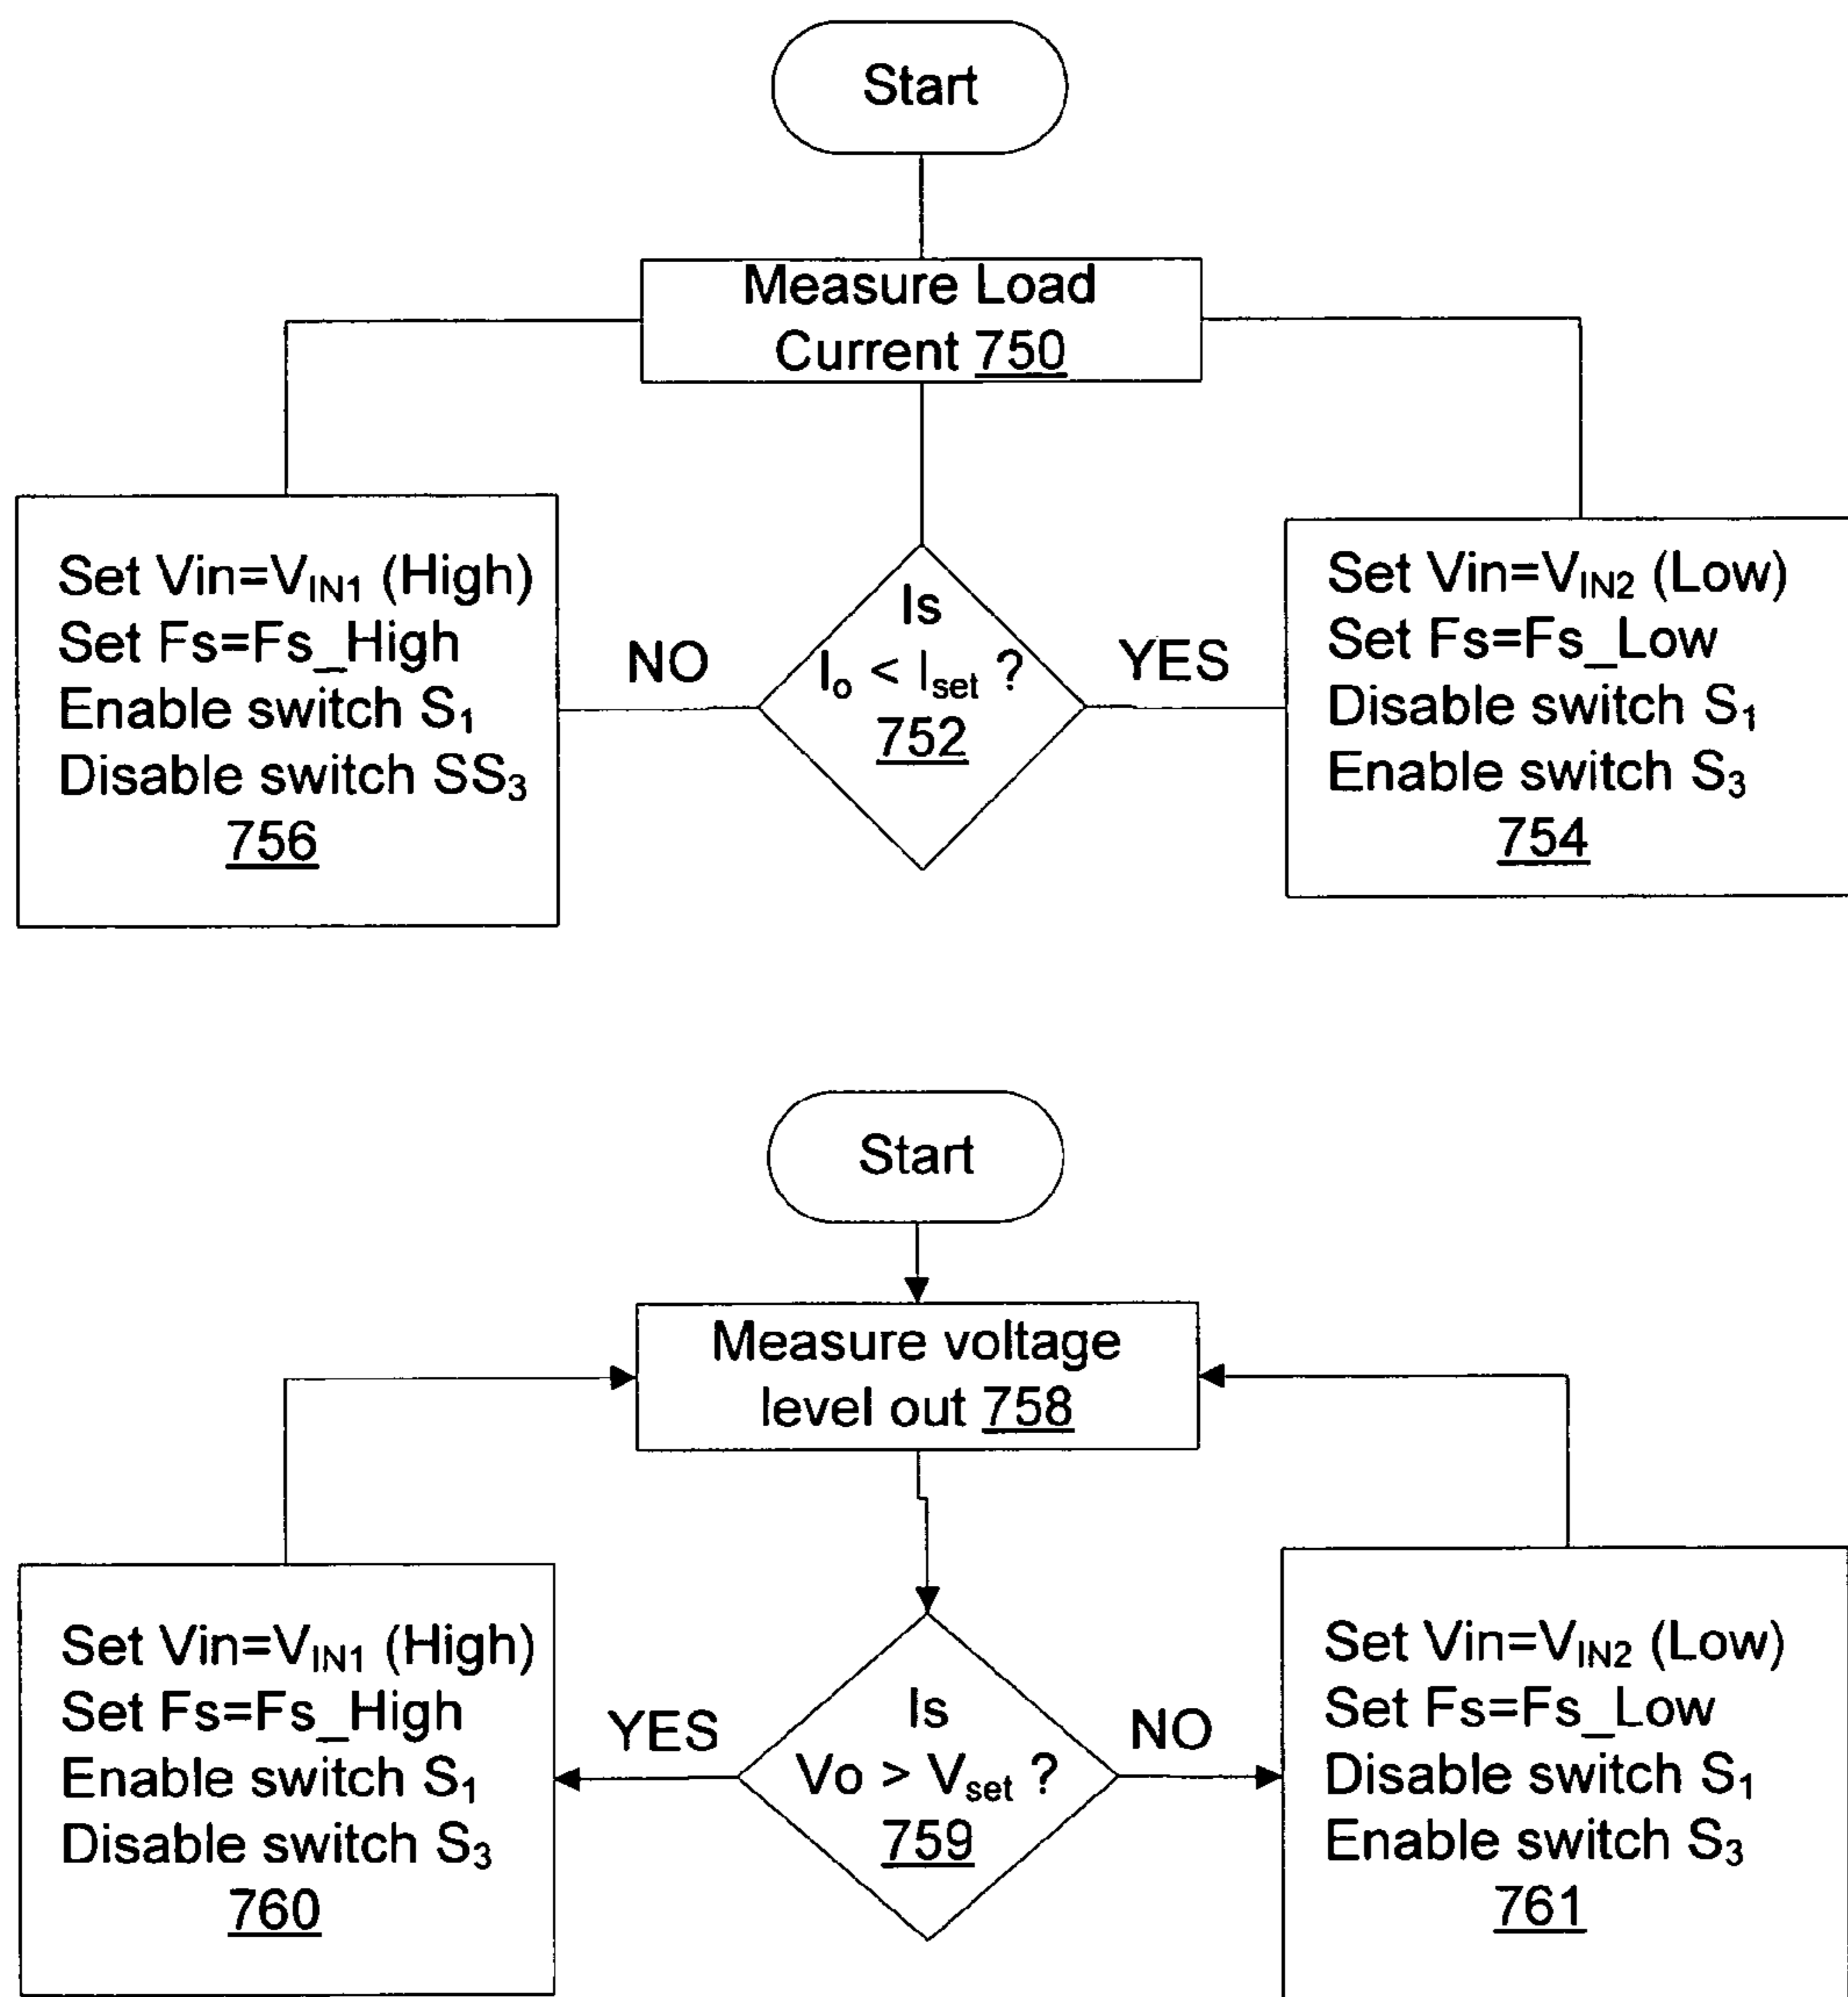 Start
Measure Load
Current 750
Set Vin=V_IN1 (High)
Set Fs=Fs_High
Enable switch S₁
Disable switch SS₃
756
NO
Is
I_o < I_set ?
752
YES
Set Vin=V_IN2 (Low)
Set Fs=Fs_Low
Disable switch S₁
Enable switch S₃
754
Start
Measure voltage
level out 758
Set Vin=V_IN1 (High)
Set Fs=Fs_High
Enable switch S₁
Disable switch S₃
760
YES
Is
Vo > V_set ?
759
NO
Set Vin=V_IN2 (Low)
Set Fs=Fs_Low
Disable switch S₁
Enable switch S₃
761